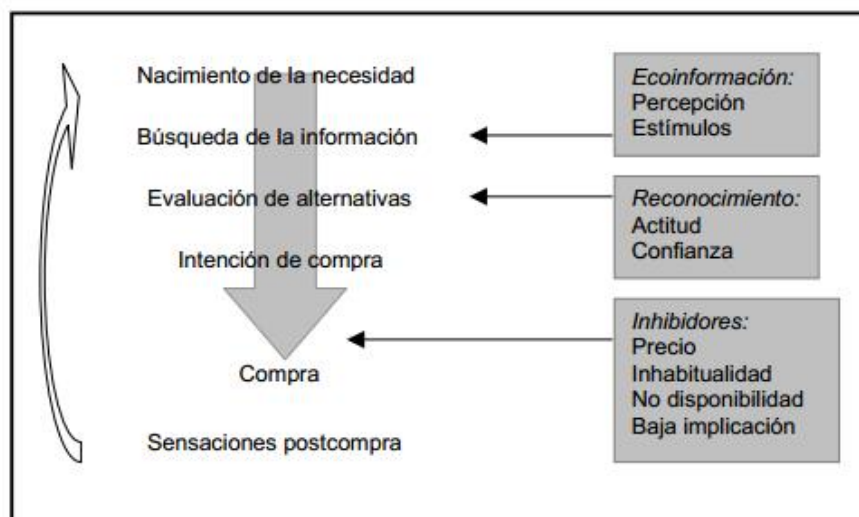 Nacimiento de la necesidad
Búsqueda de la información
Evaluación de alternativas
Intención de compra
Compra
Sensaciones postcompra
Ecoinformación:
Percepción
Estímulos
Reconocimiento:
Actitud
Confianza
Inhibidores:
Precio
Inhabitualidad
No disponibilidad
Baja implicación